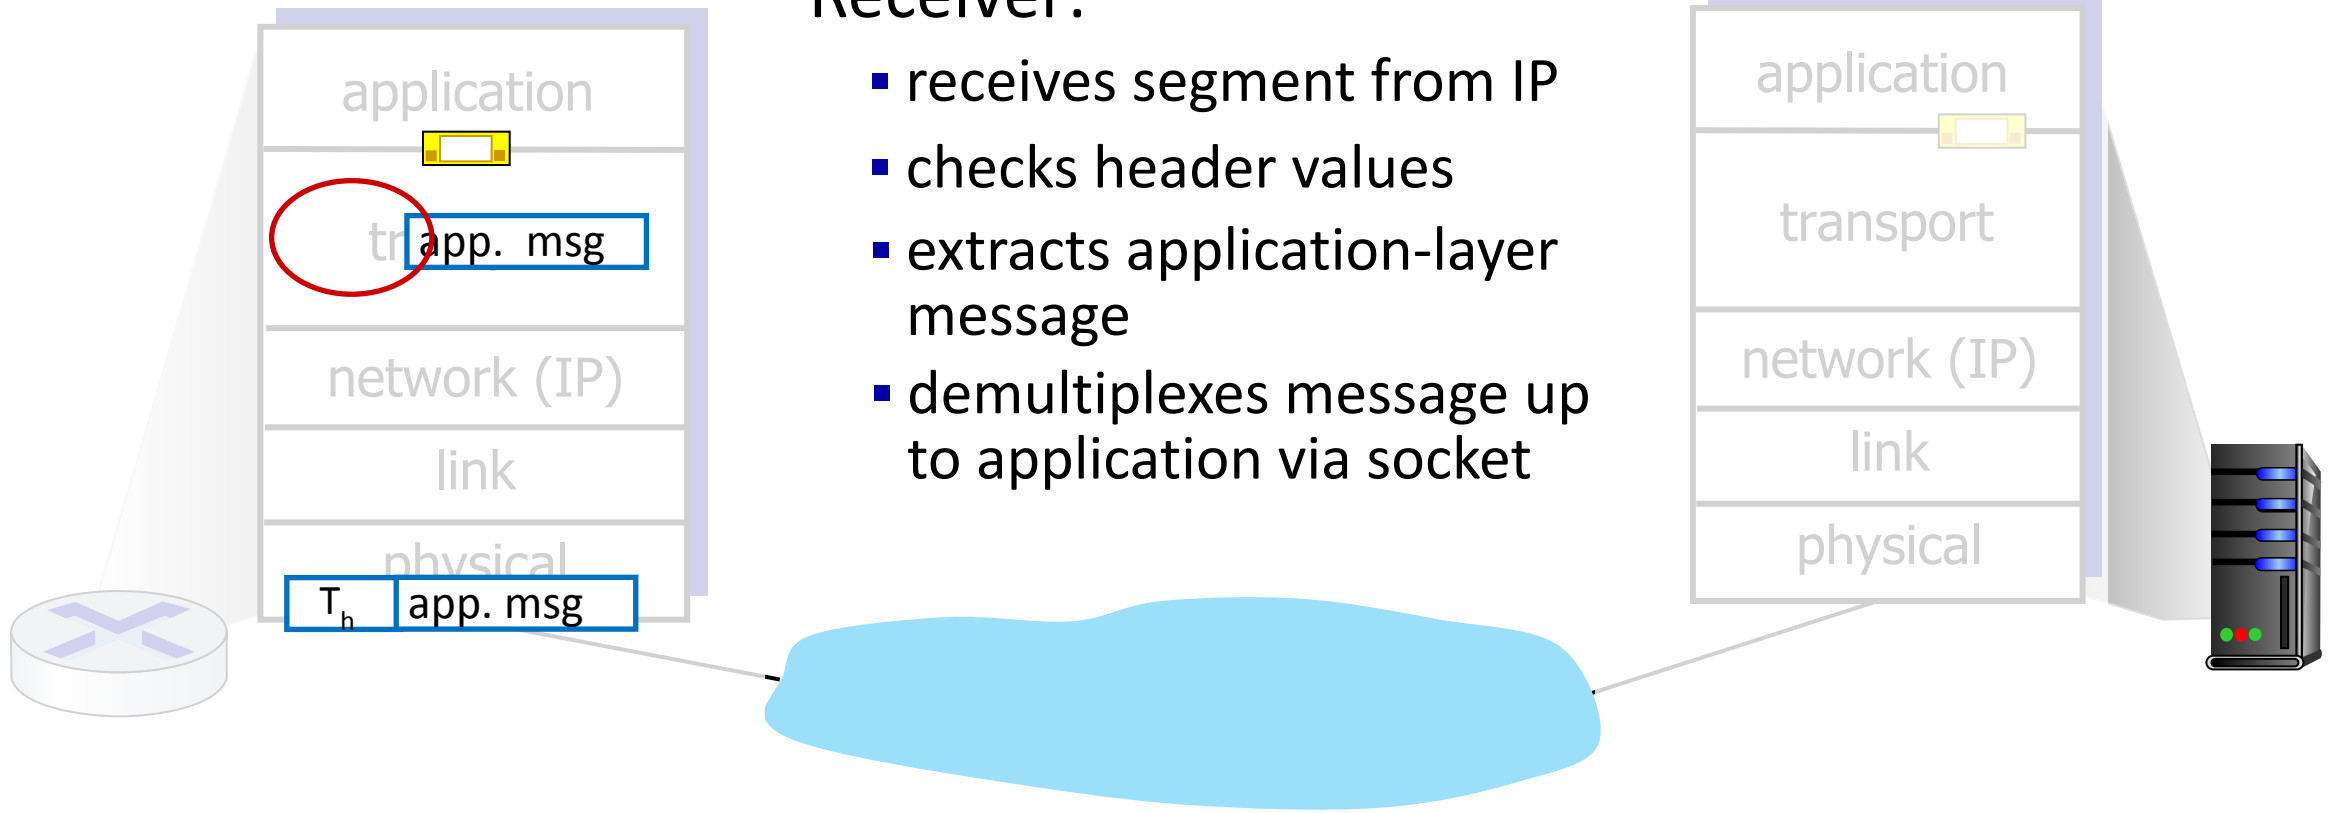 application
tr
app. msg
network (IP)
link
physical
T
h
app. msg
Receiver:
receives segment from IP
checks header values
extracts application-layer
message
demultiplexes message up
to application via socket
application
transport
network (IP)
link
physical